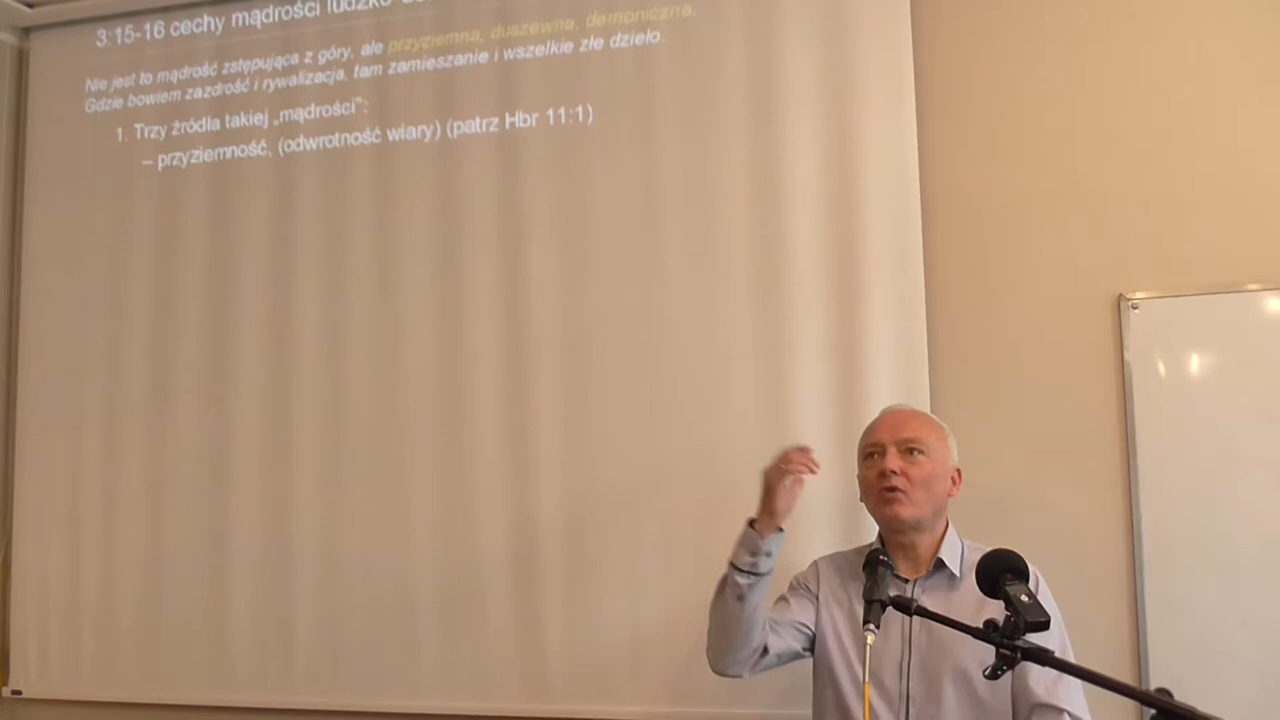 3:15-16 cechy mądrości ludzko-
Nie jest to mądrość zstępująca z góry, ale przyziemna, duszewna, demoniczna.
Gdzie bowiem zazdrość i rywalizacja, tam zamieszanie i wszelkie złe dzieło.
1. Trzy źródła takiej „mądrości”:
– przyziemność, (odwrotność wiary) (patrz Hbr 11:1)